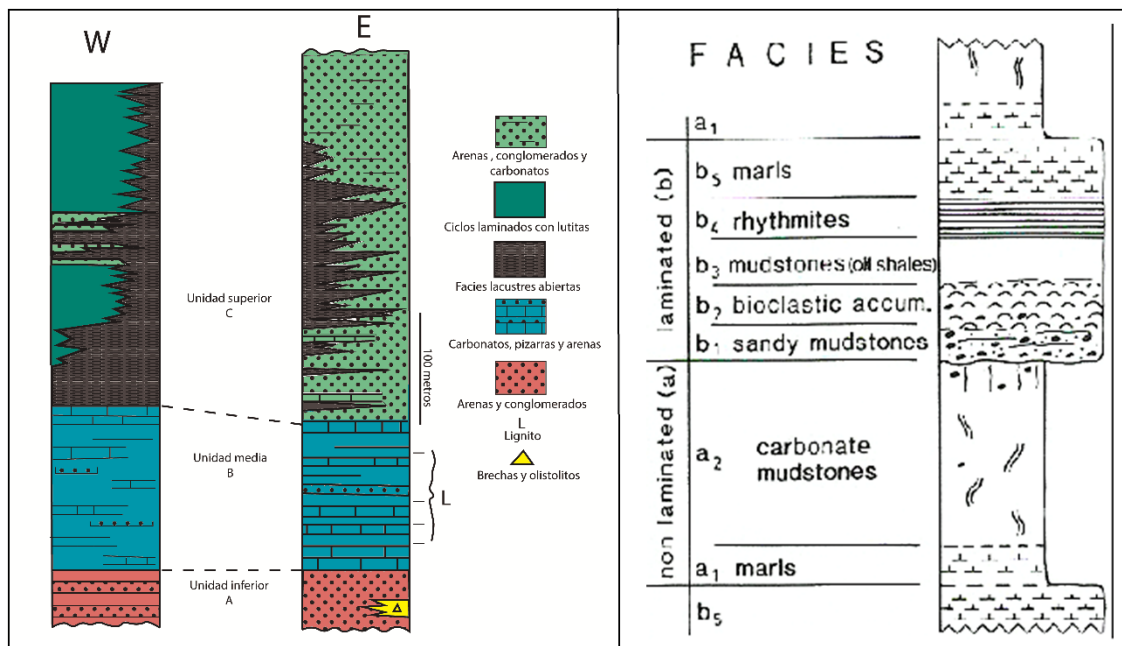 W
E
Unidad superior
C
Unidad media
B
Unidad inferior
A
L
100 metros
Arenas , conglomerados y
carbonatos
Ciclos laminados con lutitas
Facies lacustres abiertas
Carbonatos, pizarras y arenas
Arenas y conglomerados
L
Lignito
Brechas y olistolitos
FACIES
laminated (b)
non laminated (a)
a1
b5 marls
b4 rhythmites
b3 mudstones (oil shales)
b2 bioclastic accum.
b1 sandy mudstones
a2 carbonate
mudstones
a1 marls
b5